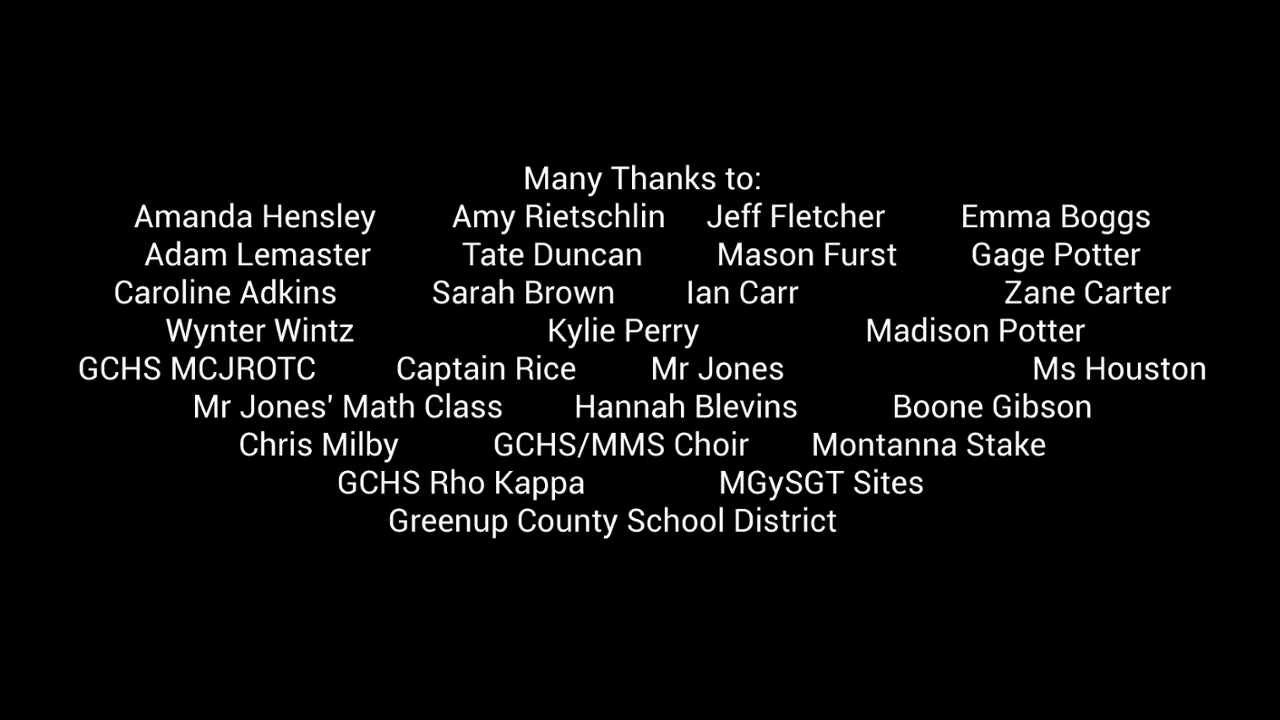 Many Thanks to:
Amanda Hensley Amy Rietschlin Jeff Fletcher Emma Boggs
Adam Lemaster Tate Duncan Mason Furst Gage Potter
Caroline Adkins Sarah Brown Ian Carr Zane Carter
Wynter Wintz Kylie Perry Madison Potter
GCHS MCJROTC Captain Rice Mr Jones Ms Houston
Mr Jones' Math Class Hannah Blevins Boone Gibson
Chris Milby GCHS/MMS Choir Montanna Stake
GCHS Rho Kappa MGySGT Sites
Greenup County School District